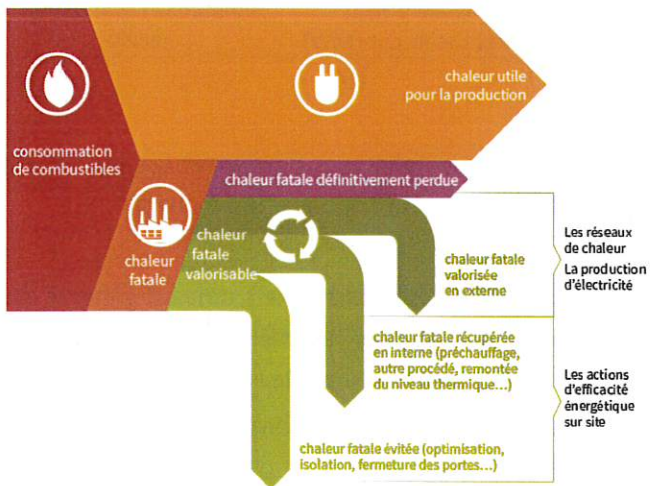 chaleur utile
pour la production
consommation
de combustibles
chaleur fatale définitivement perdue
chaleur
fatale
chaleur
fatale
valorisable
chaleur fatale
valorisée
en externe
Les réseaux
de chaleur
La production
d'électricité
chaleur fatale récupérée
en interne (préchauffage,
autre procédé, remontée
du niveau thermique...)
Les actions
d'efficacité
énergétique
sur site
chaleur fatale évitée (optimisation,
isolation, fermeture des portes...)